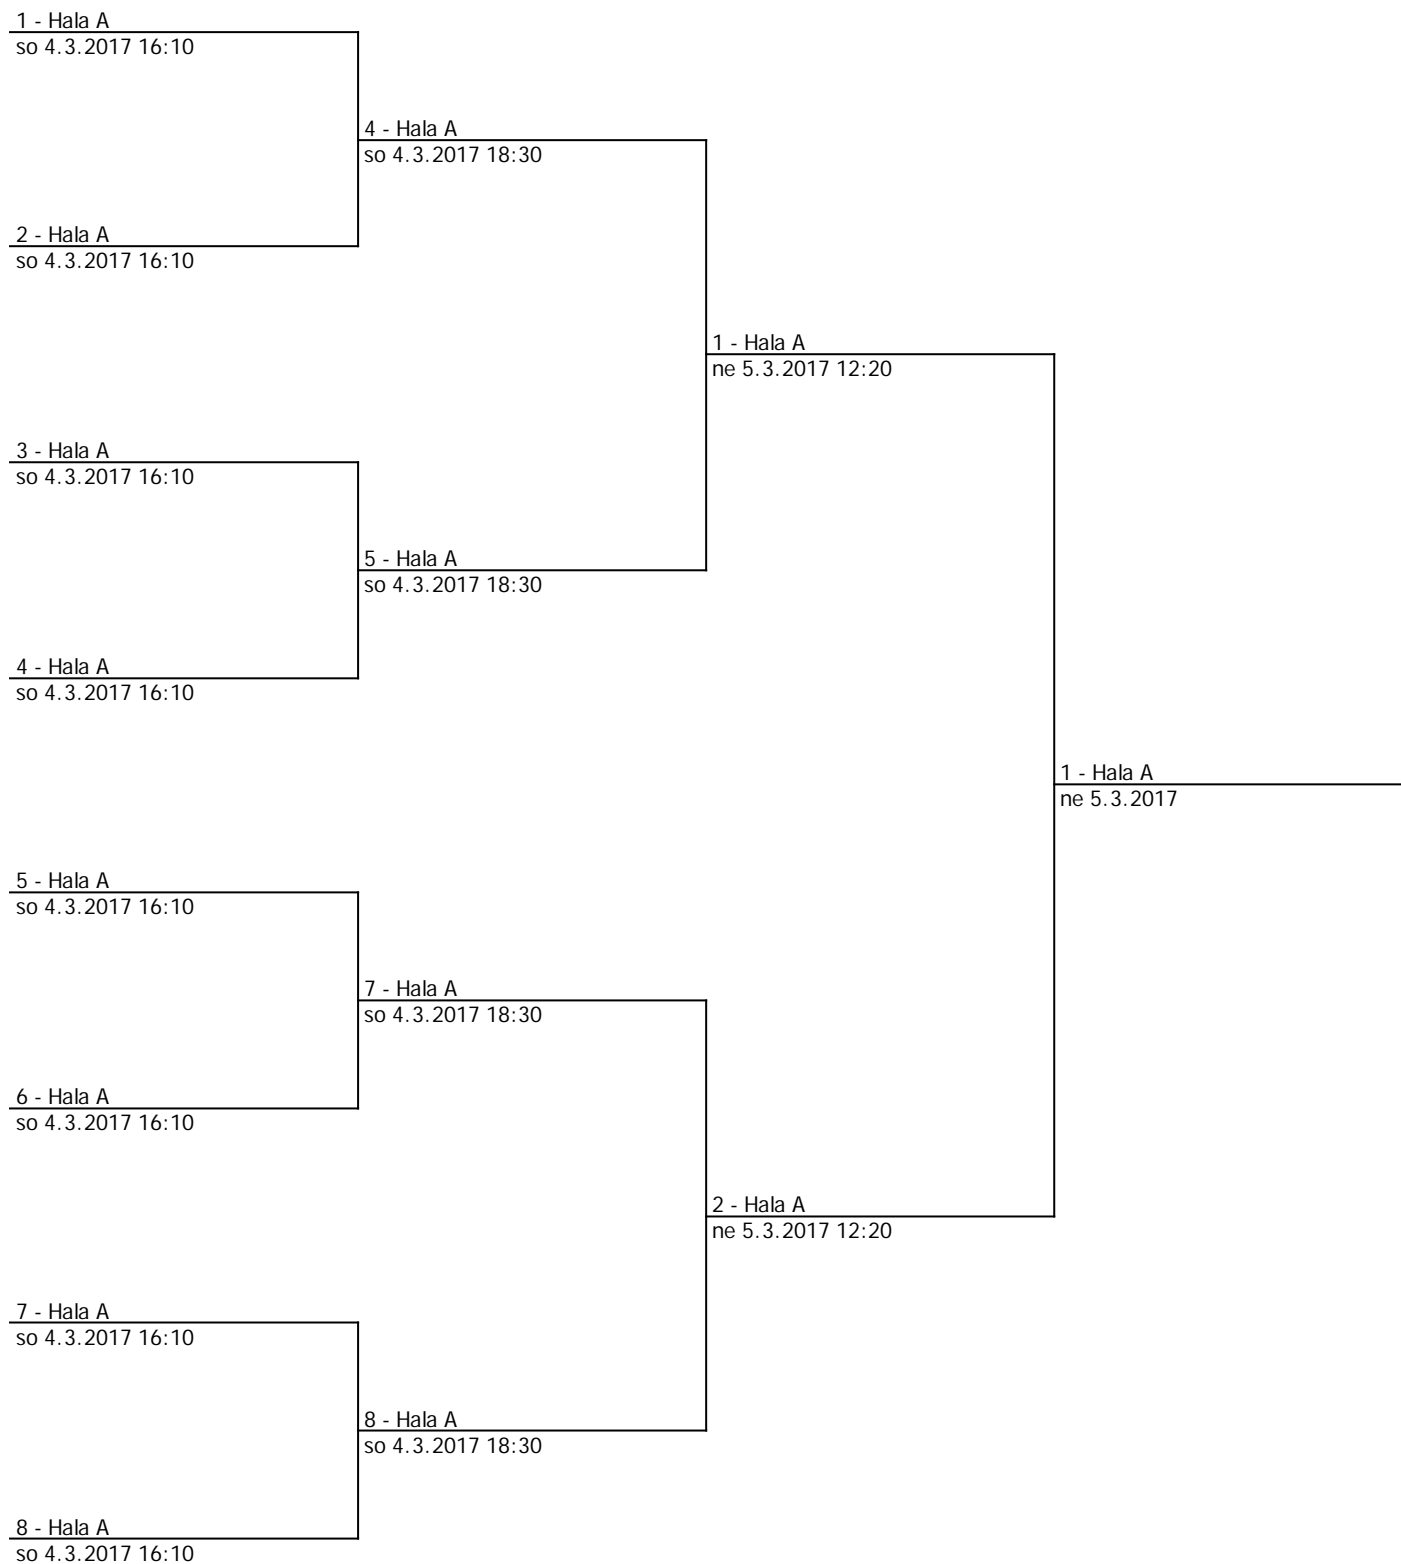 1 - Hala A
so 4.3.2017 16:10
4 - Hala A
so 4.3.2017 18:30
2 - Hala A
so 4.3.2017 16:10
1 - Hala A
ne 5.3.2017 12:20
3 - Hala A
so 4.3.2017 16:10
5 - Hala A
so 4.3.2017 18:30
4 - Hala A
so 4.3.2017 16:10
1 - Hala A
ne 5.3.2017
5 - Hala A
so 4.3.2017 16:10
7 - Hala A
so 4.3.2017 18:30
6 - Hala A
so 4.3.2017 16:10
2 - Hala A
ne 5.3.2017 12:20
7 - Hala A
so 4.3.2017 16:10
8 - Hala A
so 4.3.2017 18:30
8 - Hala A
so 4.3.2017 16:10